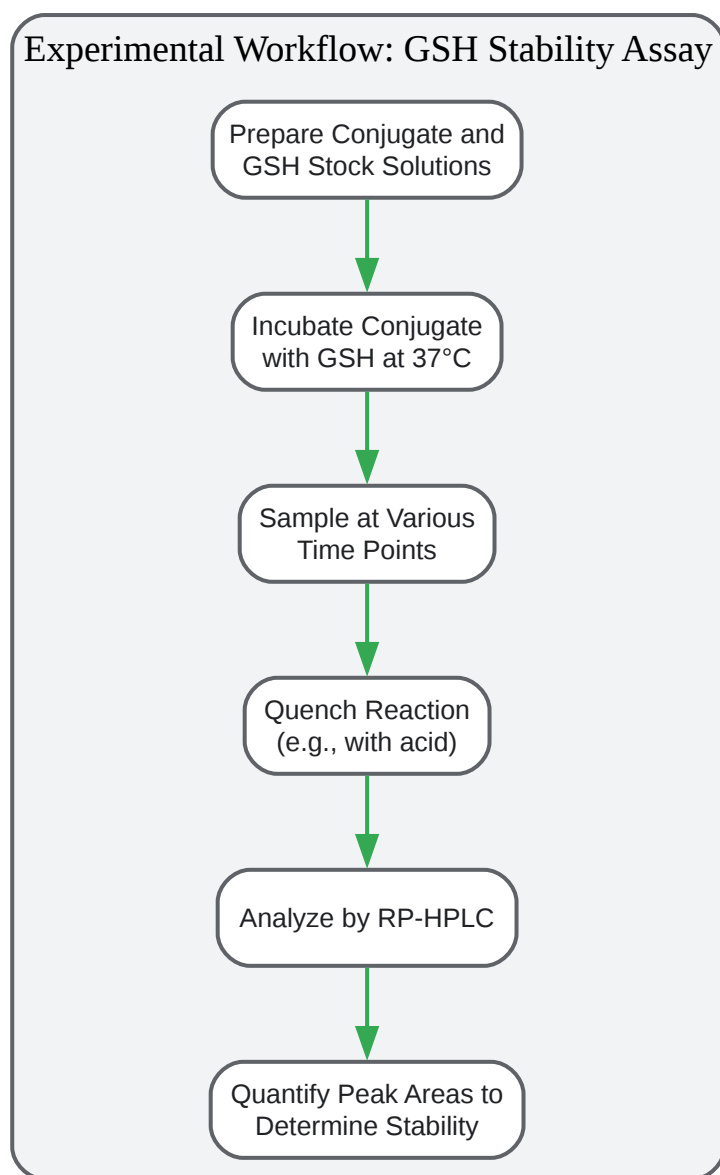 Experimental Workflow: GSH Stability Assay
Prepare Conjugate and
GSH Stock Solutions
Incubate Conjugate
with GSH at 37°C
Sample at Various
Time Points
Quench Reaction
(e.g., with acid)
Analyze by RP-HPLC
Quantify Peak Areas to
Determine Stability